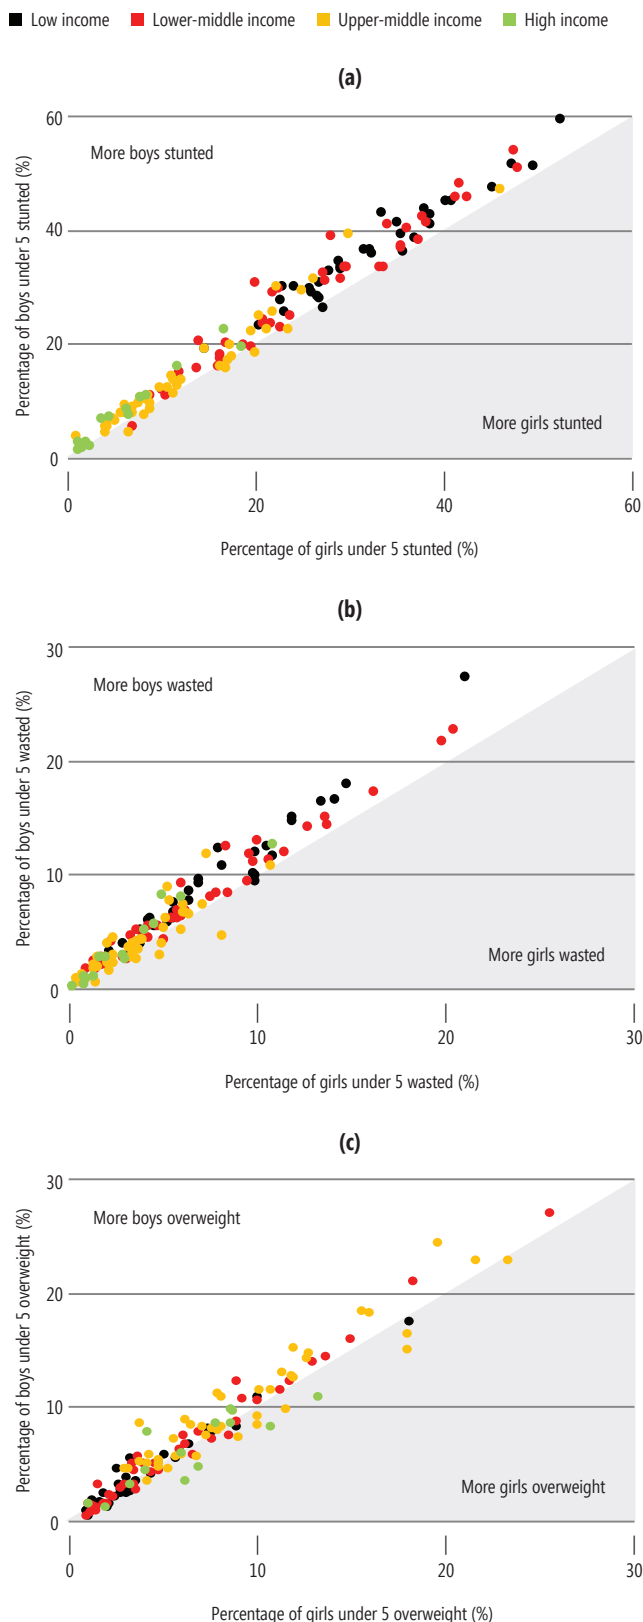 Low income Lower-middle income Upper-middle income High income
(a)
Percentage of boys under 5 stunted (%)
60
40
20
0
More boys stunted
More girls stunted
0 20 40 60
Percentage of girls under 5 stunted (%)
(b)
Percentage of boys under 5 wasted (%)
30
20
10
0
More boys wasted
More girls wasted
0 10 20 30
Percentage of girls under 5 wasted (%)
(c)
Percentage of boys under 5 overweight (%)
30
20
10
0
More boys overweight
More girls overweight
0 10 20 30
Percentage of girls under 5 overweight (%)